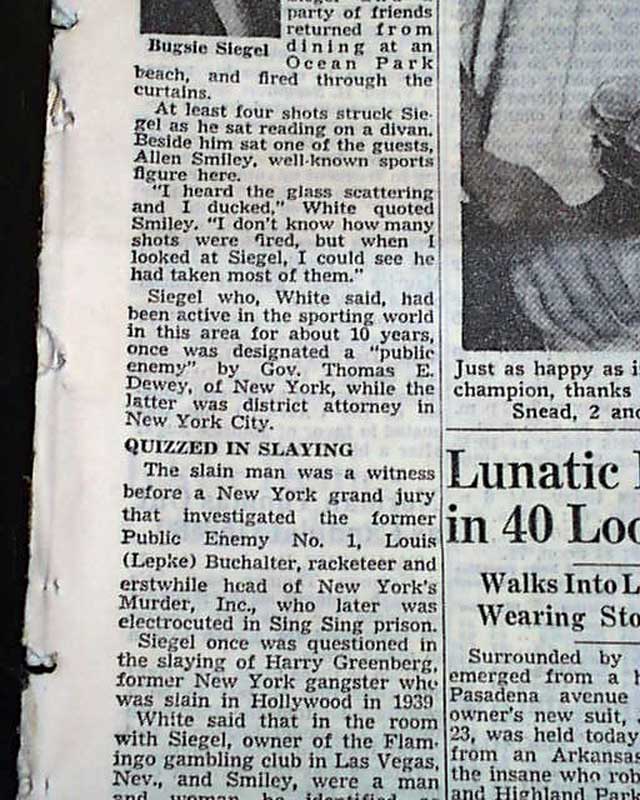 party of friends
returned from
Bugsie Siegel
dining at an
Ocean Park
beach, and fired through the
curtains.
At least four shots struck Sie-
gel as he sat reading on a divan.
Beside him sat one of the guests,
Allen Smiley, well-known sports
figure here.
"I heard the glass scattering
and I ducked," White quoted
Smiley. "I don't know how many
shots were fired, but when I
looked at Siegel, I could see he
had taken most of them."
Siegel who, White said, had
been active in the sporting world
in this area for about 10 years,
once was designated a "public
enemy" by Gov. Thomas E.
Dewey, of New York, while the
latter was district attorney in
New York City.
QUIZZED IN SLAYING
The slain man was a witness
before a New York grand jury
that investigated the former
Public Enemy No. 1, Louis
(Lepke) Buchalter, racketeer and
erstwhile head of New York's
Murder, Inc., who later was
electrocuted in Sing Sing prison.
Siegel once was questioned in
the slaying of Harry Greenberg,
former New York gangster who
was slain in Hollywood in 1939
White said that in the room
with Siegel, owner of the Flam-
ingo gambling club in Las Vegas,
Nev., and Smiley, were a man
and woman he identified
Just as happy as i
champion, thanks
Snead, 2 and
Lunatic
in 40 Loo
Walks Into L
Wearing Sto
Surrounded by
emerged from a h
Pasadena avenue
owner's new suit,
23, was held today
from an Arkansas
the insane who rob
and Highland Park